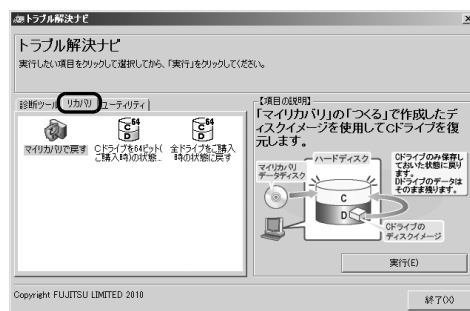 トラブル解決ナビ
トラブル解決ナビ
実行したい項目をクリックして選択してから、「実行」をクリックしてください。
診断ツール
リカバリ
ユーティリティ
マイリカバリで戻す
64
Cドライブを64ビット(
ご購入時)の状態...
64
全ドライブをご購入
時の状態に戻す
【項目の説明】
「マイリカバリ」の「つくる」で作成したデ
ィスクイメージを使用してCドライブを復
元します。
マイリカバリ
データディスク
ハードディスク
C
D
Cドライブのみ保存し
ておいた状態に戻り
ます。
Dドライブのデータは
そのまま残ります。
Cドライブの
ディスクイメージ
実行(E)
Copyright FUJITSU LIMITED 2010
終了(X)